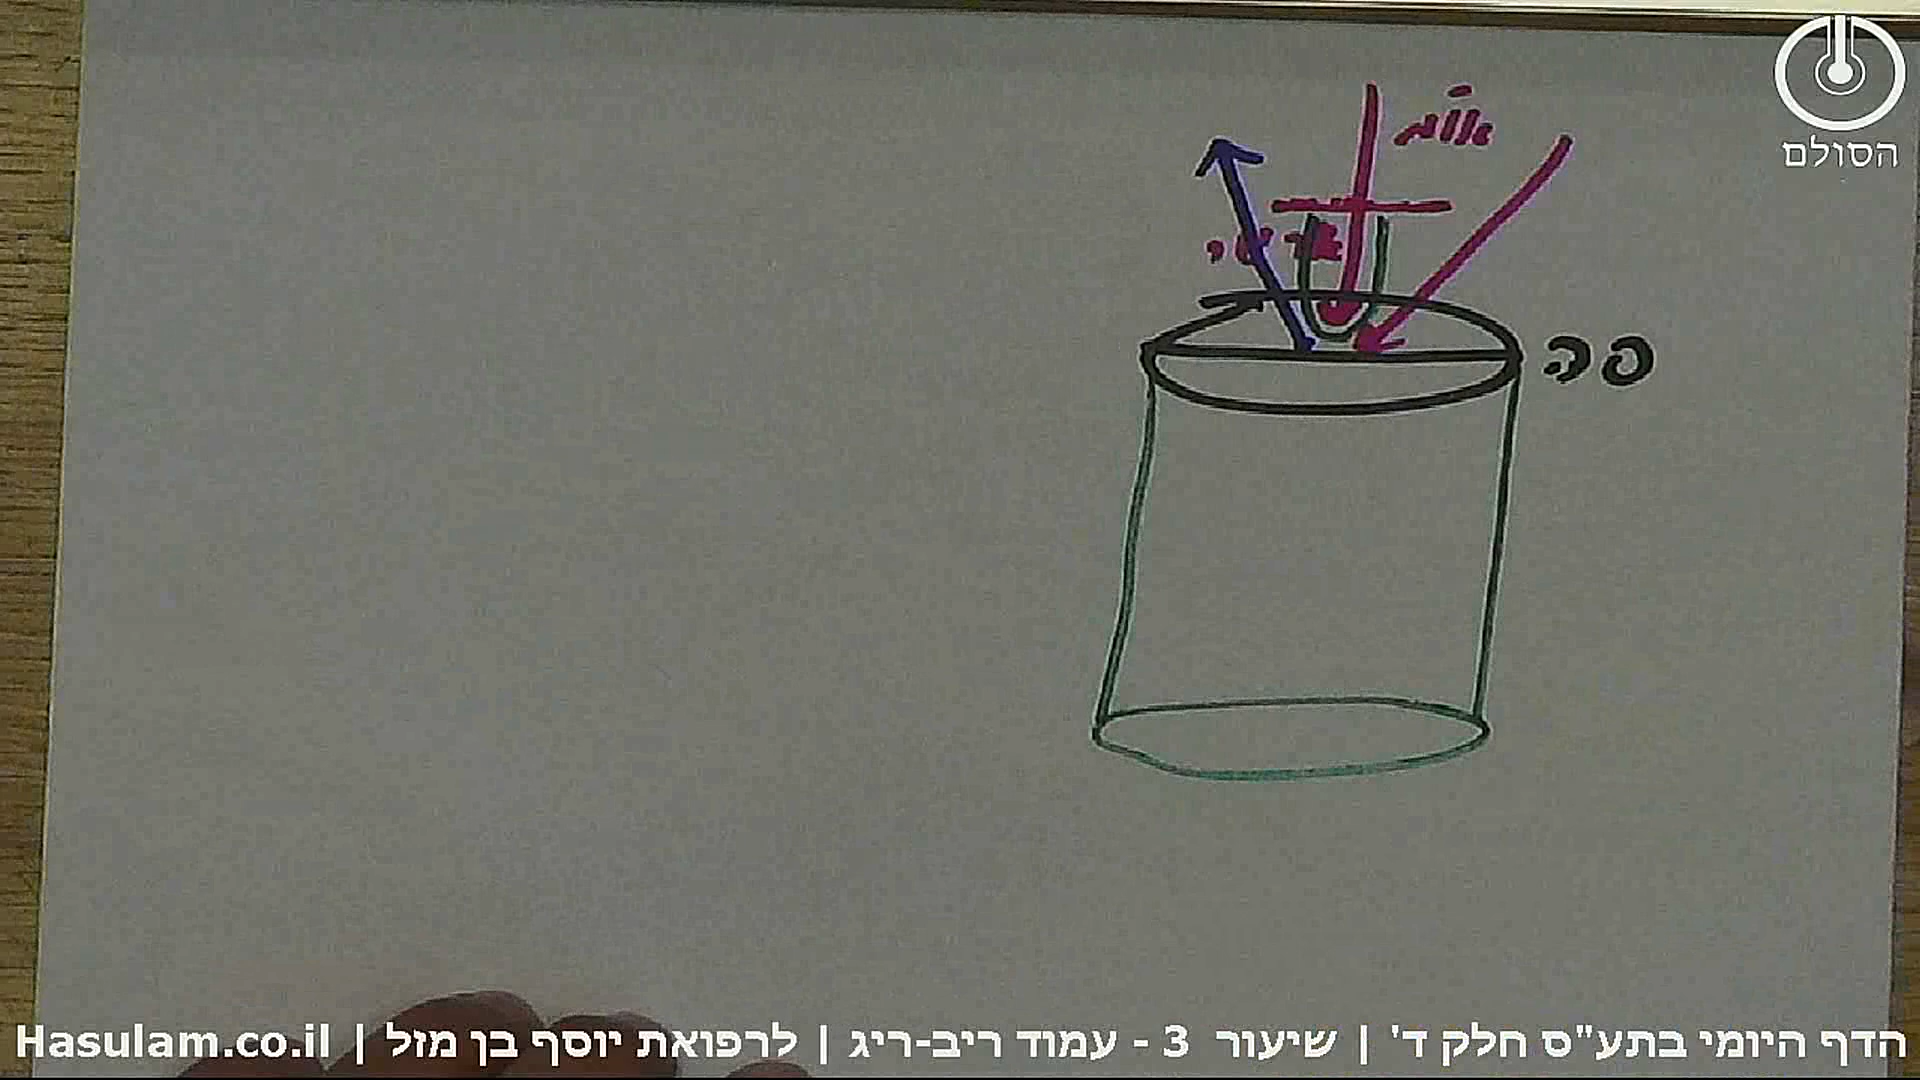 הסולם
פה
הדף היומי בתע"ס חלק ד' | שיעור 3 - עמוד ריב-ריג | לרפואת יוסף בן מזל | Hasulam.co.il